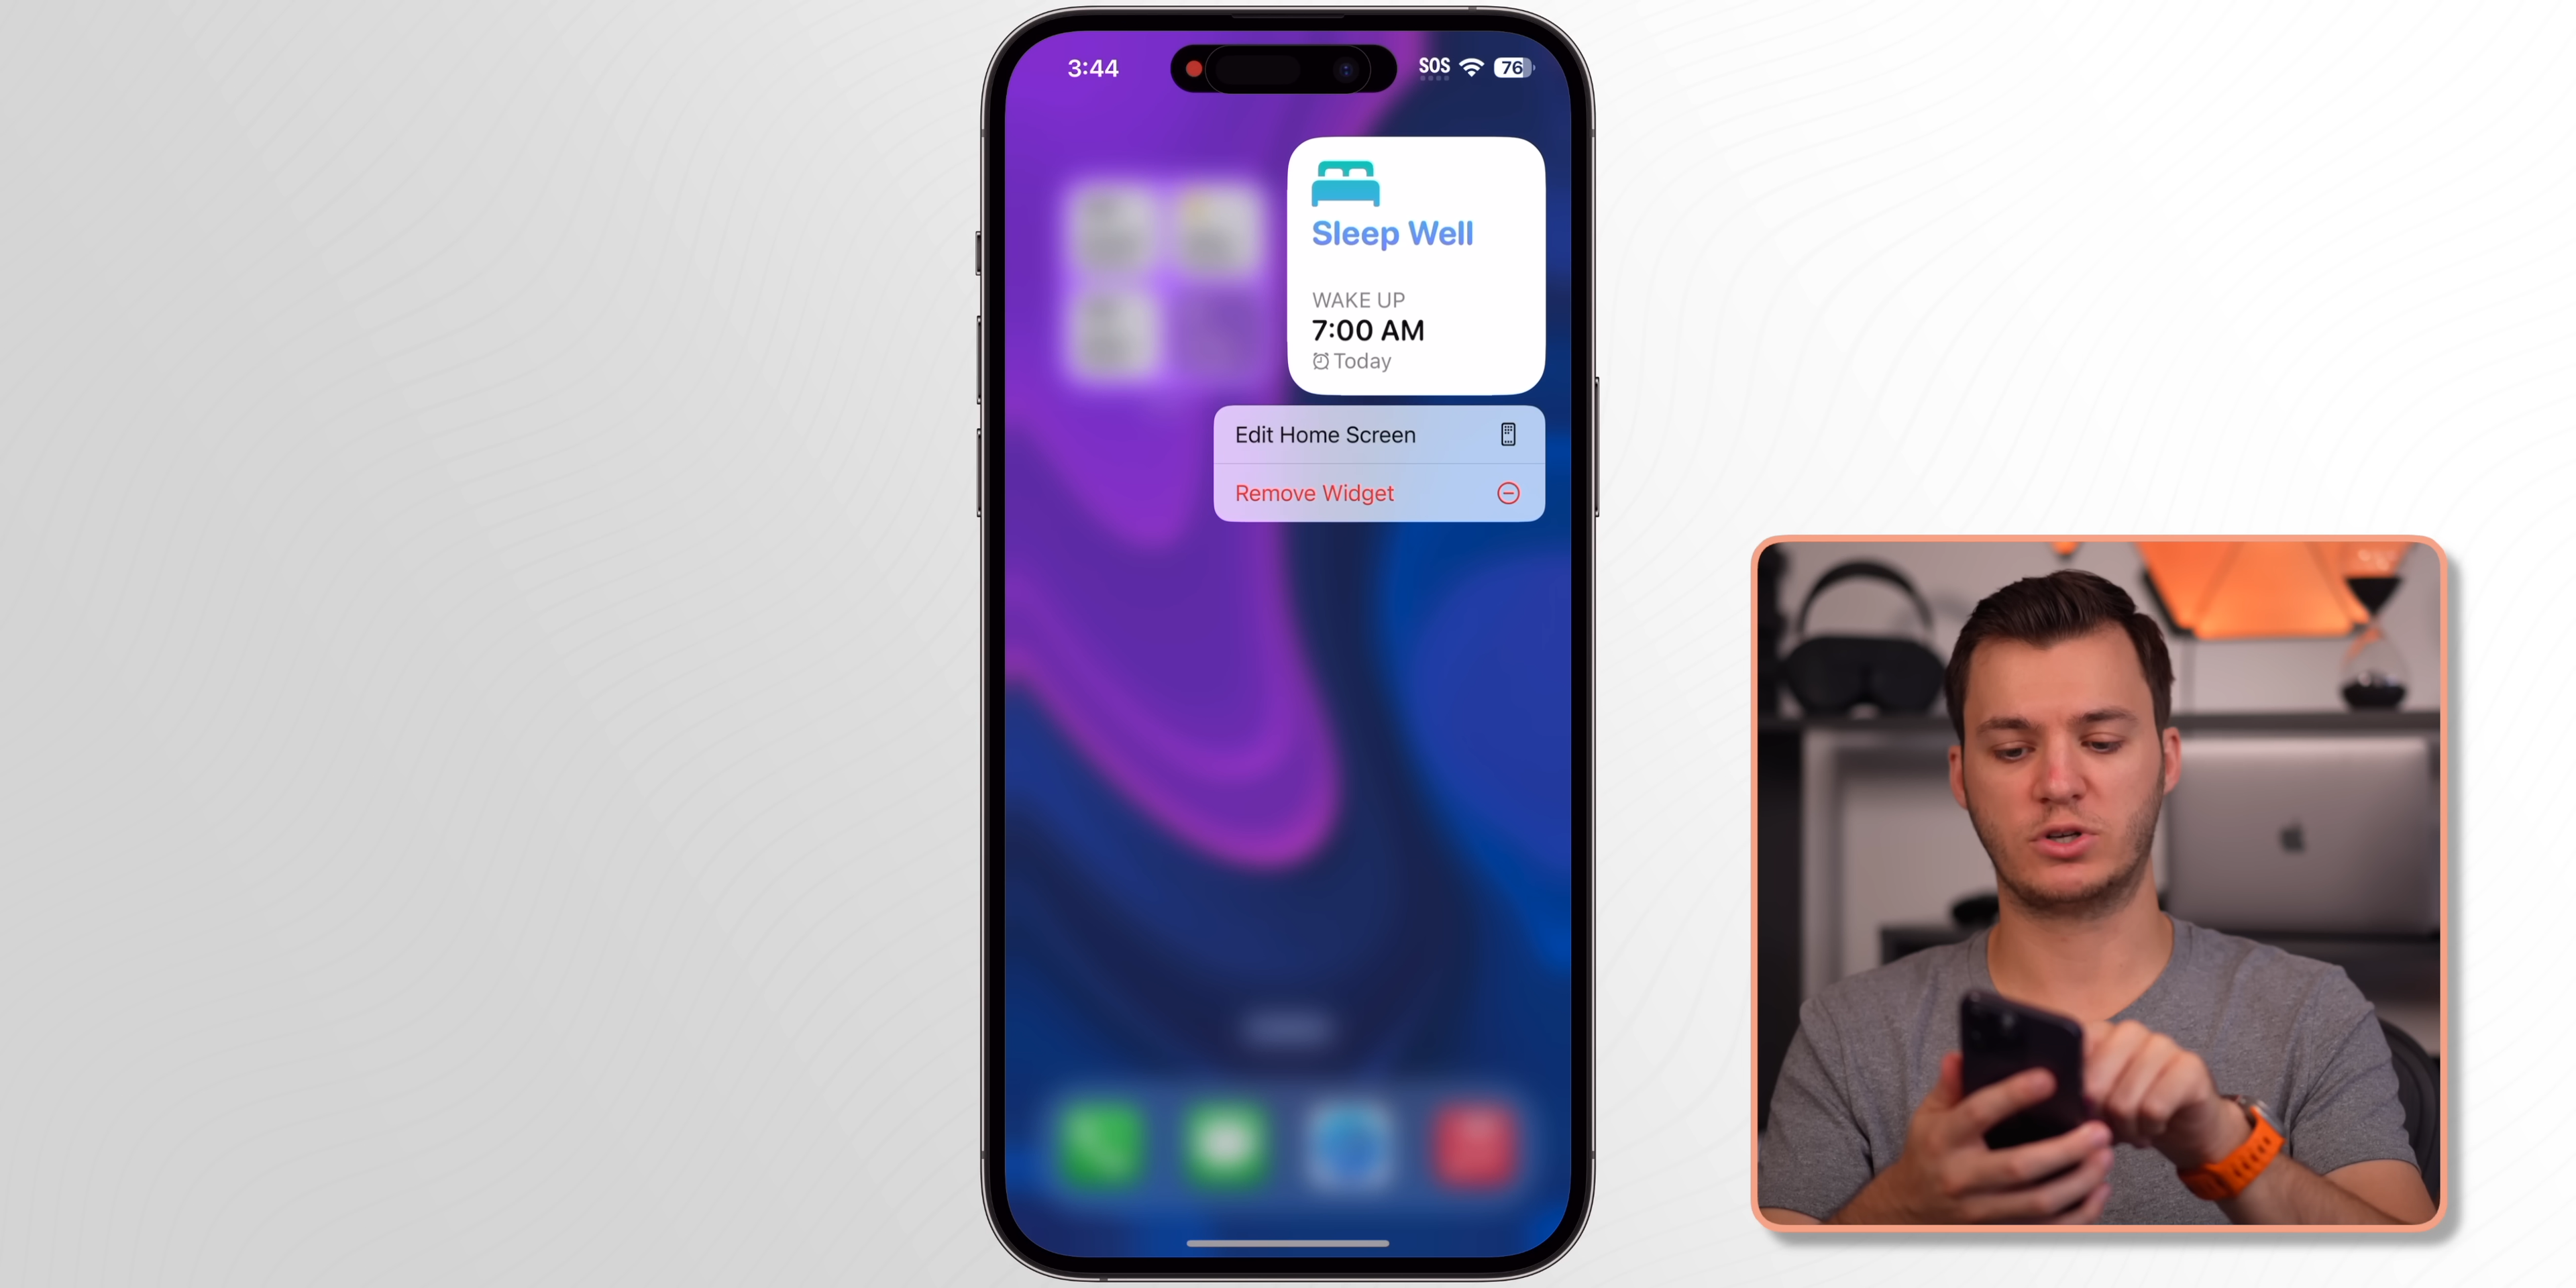 3:44
SOS
76
Sleep Well
WAKE UP
7:00 AM
Today
Edit Home Screen
Remove Widget